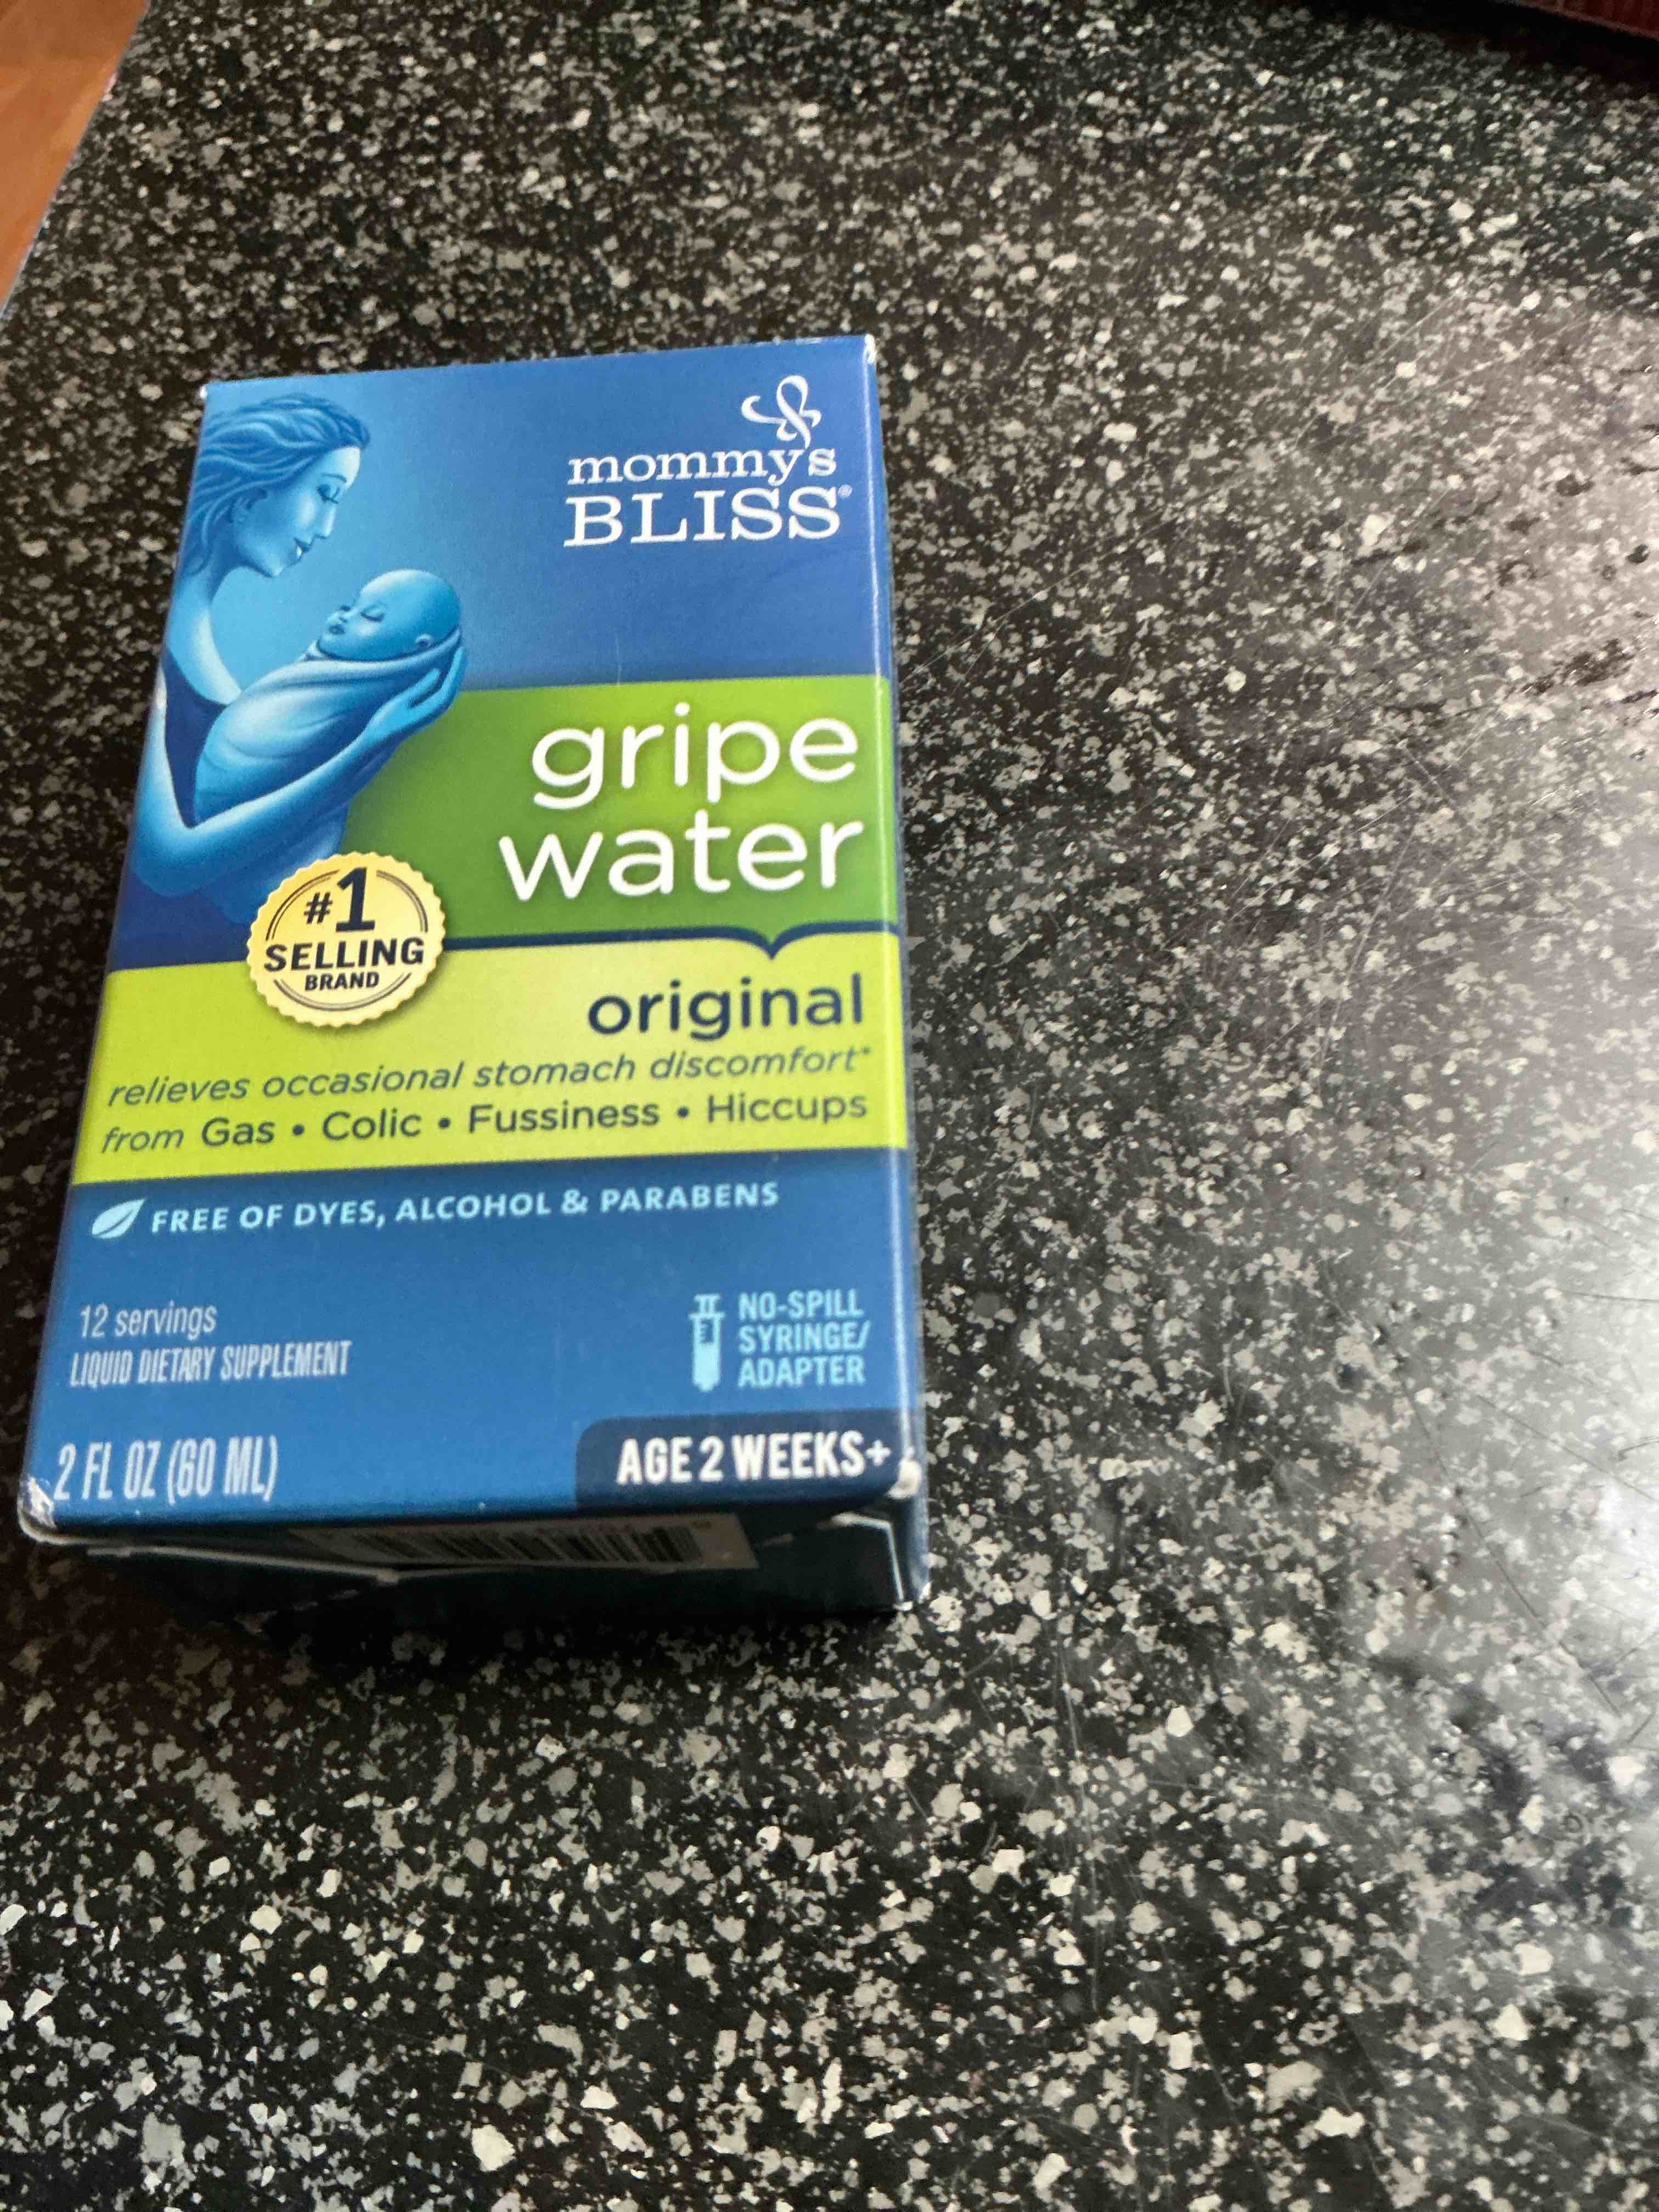 mommy's
BLISS®
gripe
water
#1
SELLING
BRAND
original
relieves occasional stomach discomfort*
from Gas • Colic • Fussiness • Hiccups
FREE OF DYES, ALCOHOL & PARABENS
12 servings
LIQUID DIETARY SUPPLEMENT
NO-SPILL
SYRINGE/
ADAPTER
2 FL OZ (60 ML)
AGE 2 WEEKS+